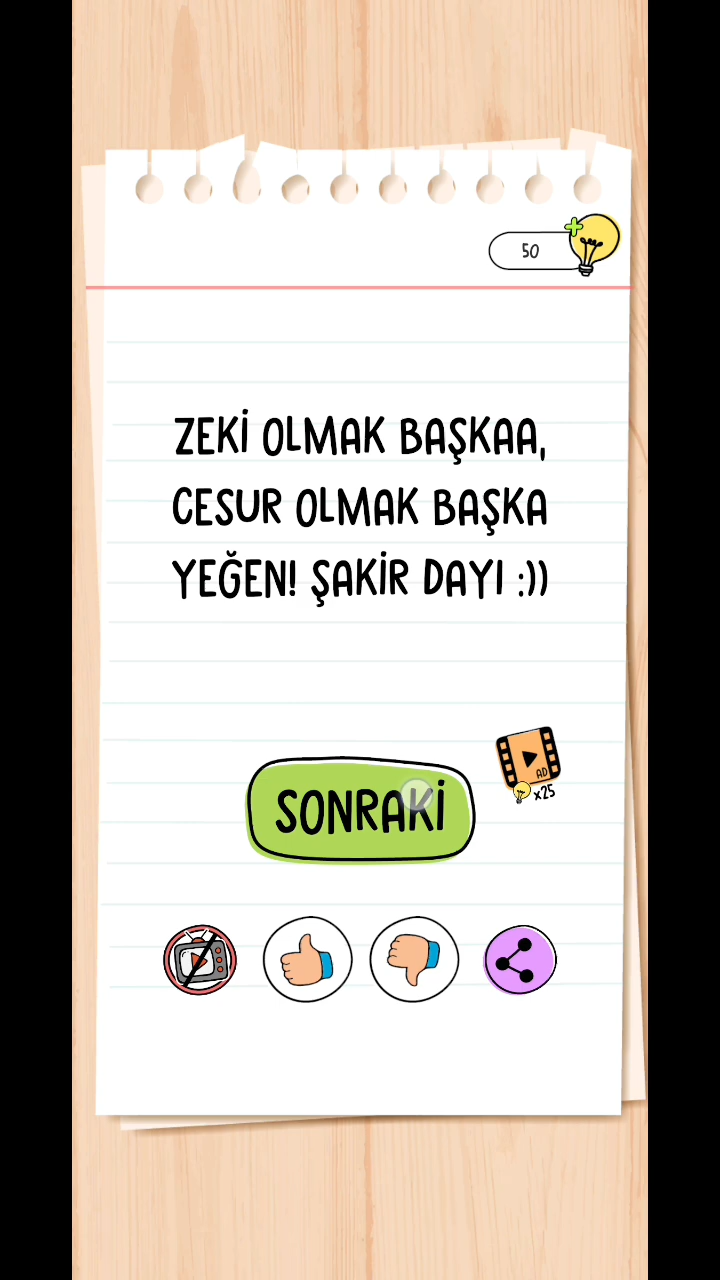 50
ZEKİ OLMAK BAŞKAA,
CESUR OLMAK BAŞKA
YEĞEN! ŞAKİR DAYI :))
AD
x25
SONRAKİ